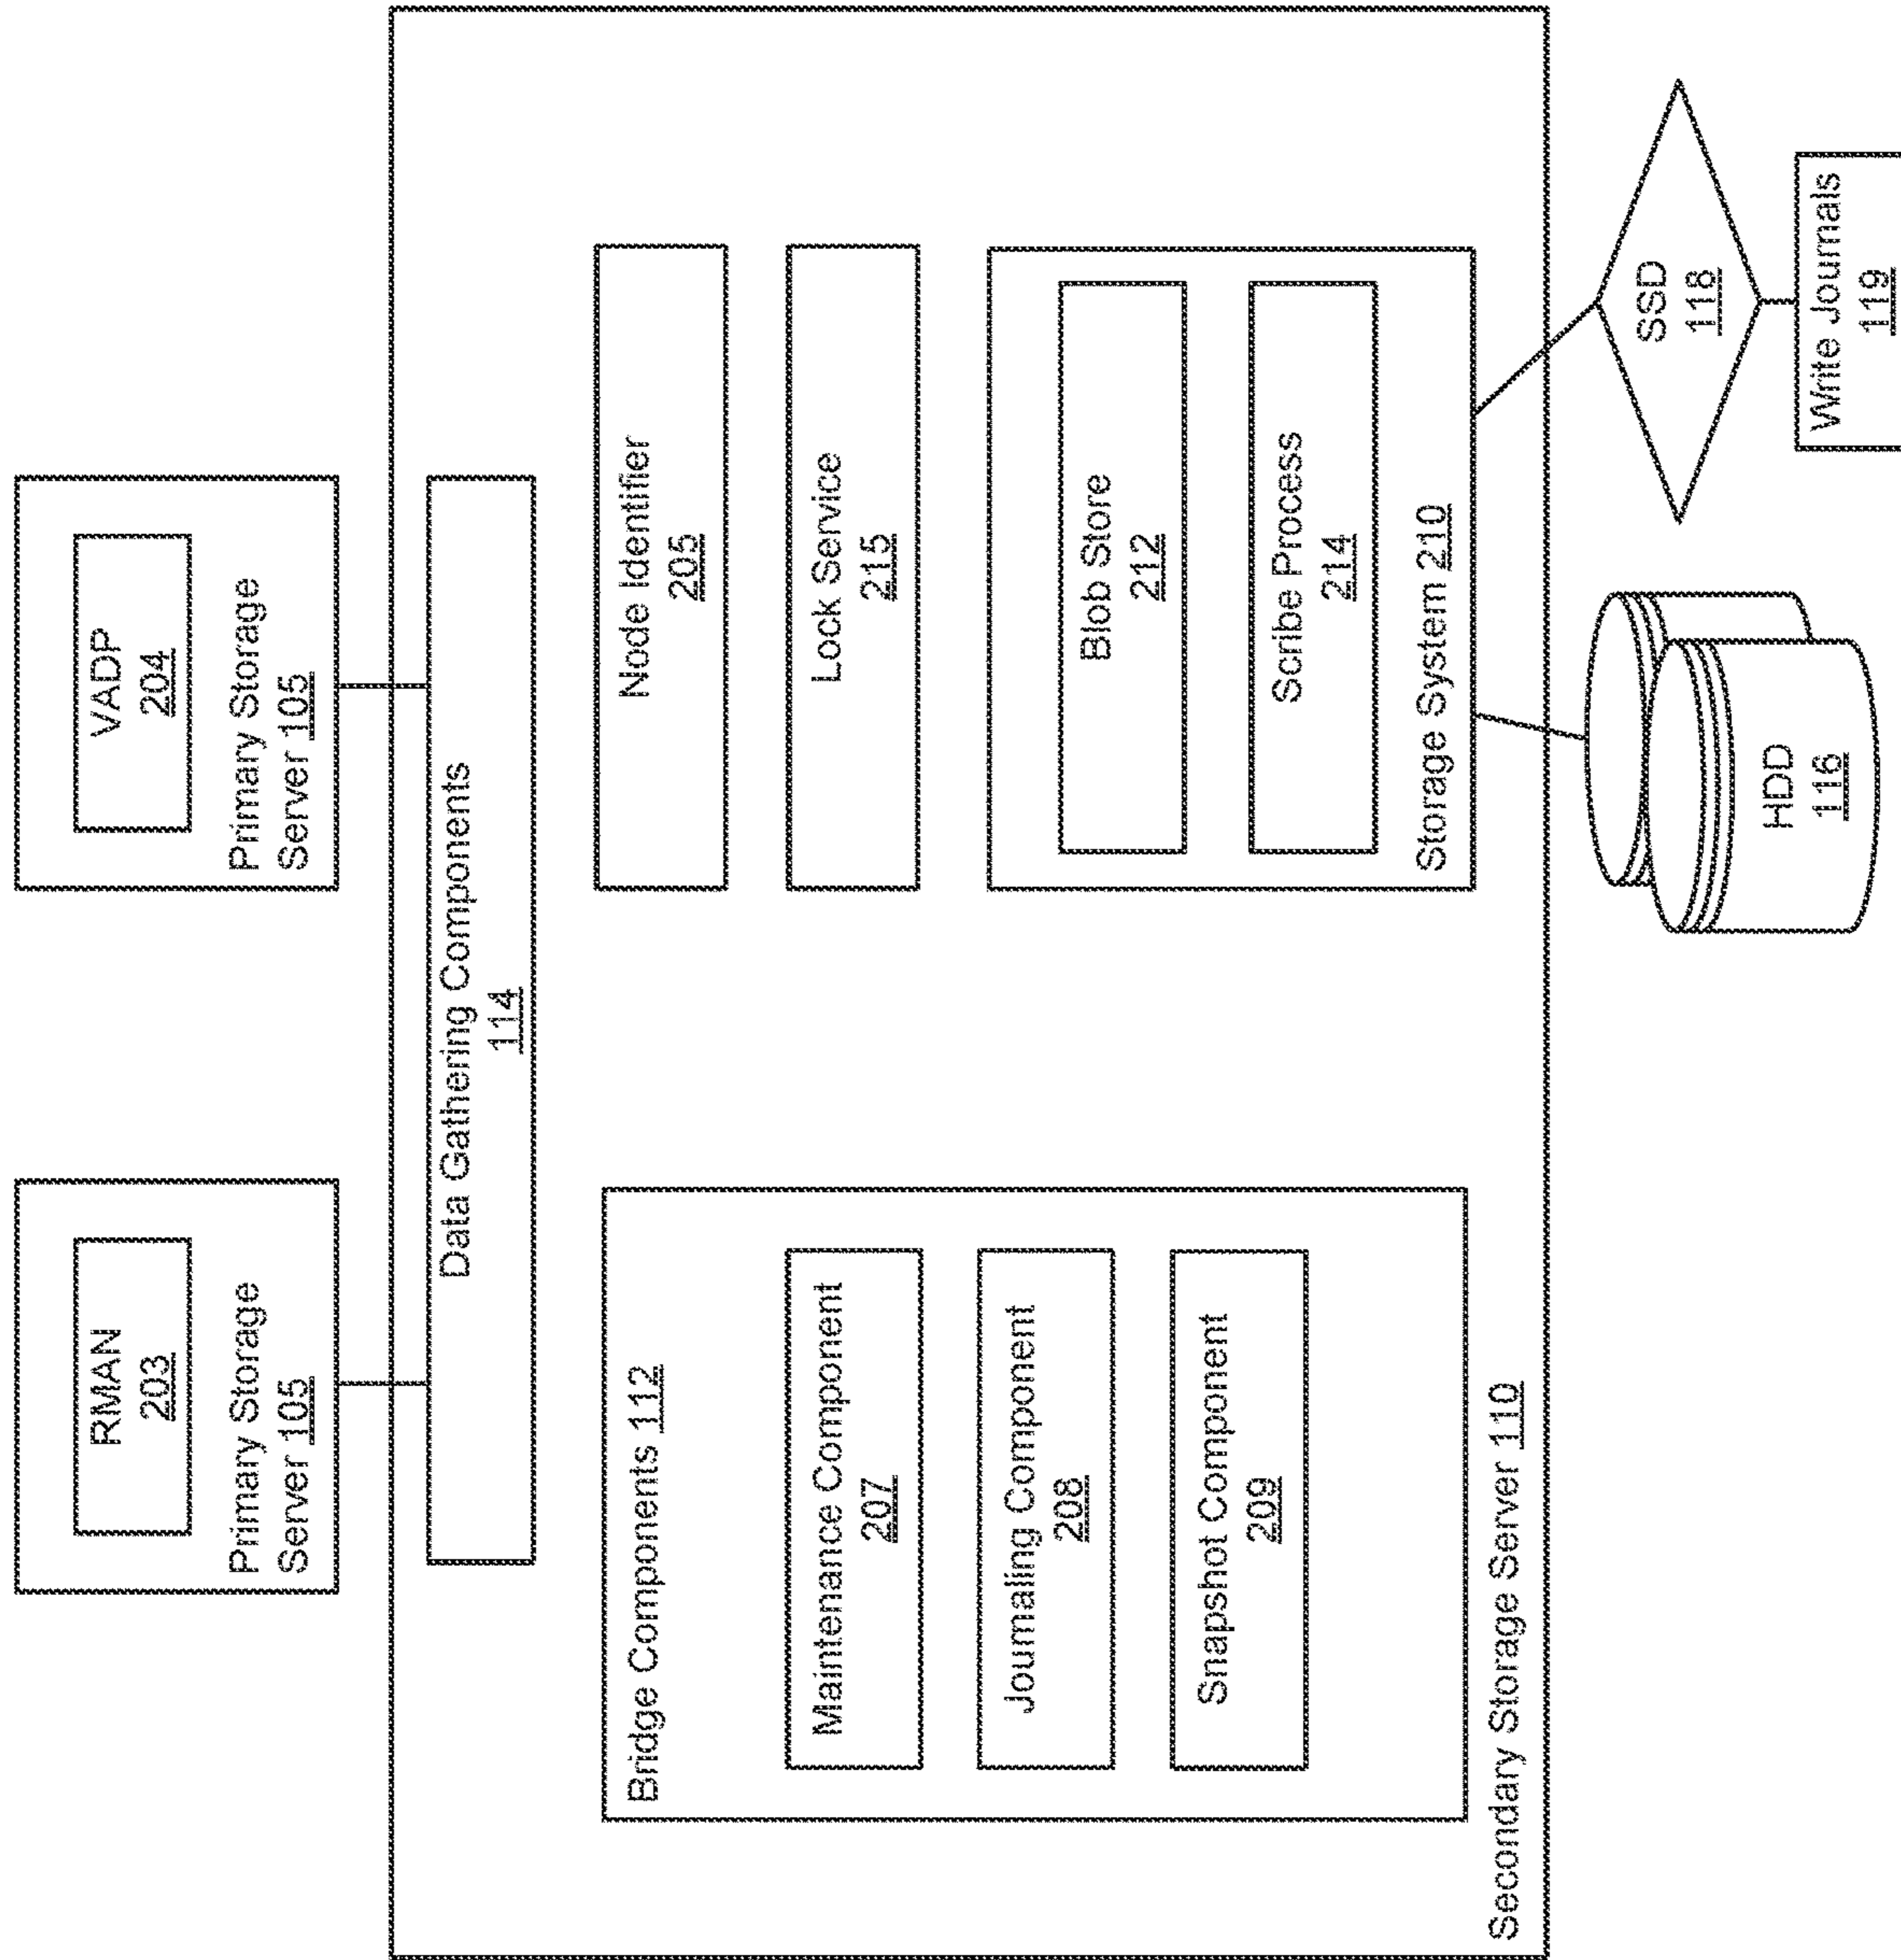 RMAN
203
Primary Storage
Server 105
VADP
204
Primary Storage
Server 105
Data Gathering Components
114
Bridge Components 112
Maintenance Component
207
Journaling Component
208
Snapshot Component
209
Node Identifier
205
Lock Service
215
Blob Store
212
Scribe Process
214
Storage System 210
Secondary Storage Server 110
HDD
116
SSD
118
Write Journals
119